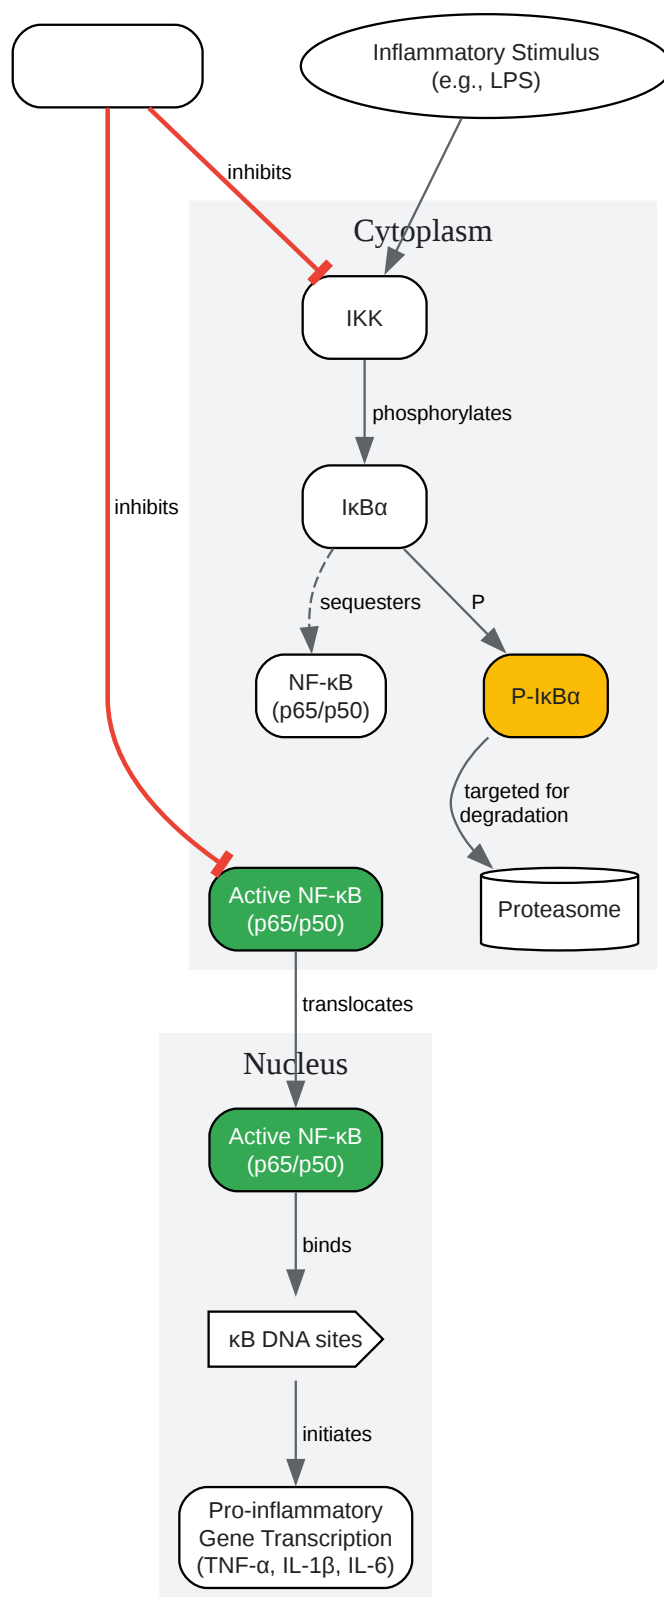 Inflammatory Stimulus
(e.g., LPS)
inhibits
Cytoplasm
IKK
phosphorylates
IκBα
inhibits
sequesters
P
NF-κB
(p65/p50)
P-IκBα
targeted for
degradation
Active NF-κB
(p65/p50)
Proteasome
translocates
Nucleus
Active NF-κB
(p65/p50)
binds
κB DNA sites
initiates
Pro-inflammatory
Gene Transcription
(TNF-α, IL-1β, IL-6)